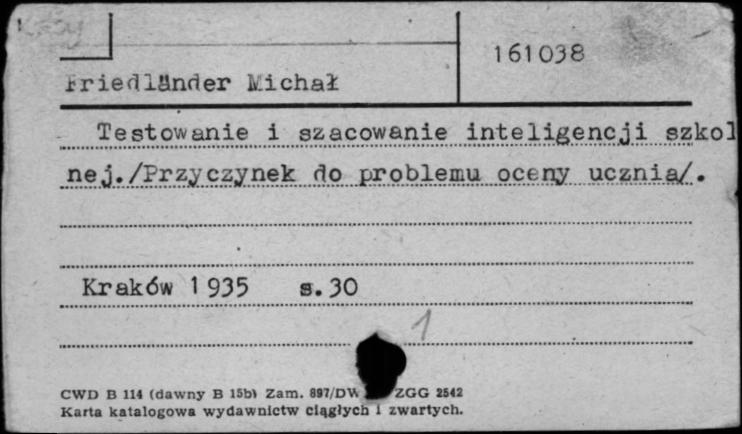 161038
Friedländer Michał
Testowanie i szacowanie inteligencji szkol
nej./Przyczynek do problemu oceny ucznia/.
Kraków 1935 s.30
1
CWD B 114 (dawny B 15b) Zam. 897/DW ZGG 2542
Karta katalogowa wydawnictw ciągłych i zwartych.